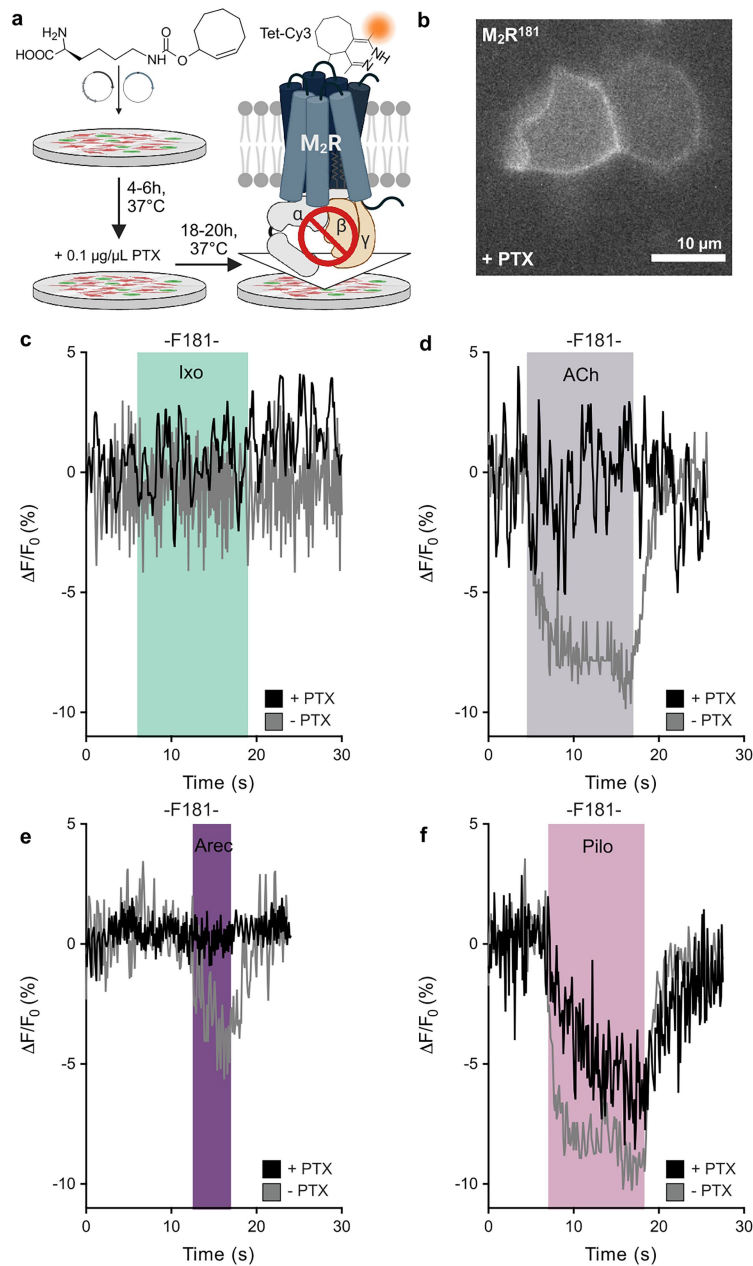 a
b
H₂N
HOOC
NH
O
O
Tet-Cy3
NH
N
M₂R
α
β
γ
4-6h,
37°C
+ 0.1 µg/µL PTX
18-20h,
37°C
M₂R¹⁸¹
+ PTX
10 µm
c
-F181-
Ixo
5
0
-5
-10
ΔF/F₀ (%)
+ PTX
- PTX
0
10
20
30
Time (s)
d
-F181-
ACh
5
0
-5
-10
ΔF/F₀ (%)
+ PTX
- PTX
0
10
20
30
Time (s)
e
-F181-
Arec
5
0
-5
-10
ΔF/F₀ (%)
+ PTX
- PTX
0
10
20
30
Time (s)
f
-F181-
Pilo
5
0
-5
-10
ΔF/F₀ (%)
+ PTX
- PTX
0
10
20
30
Time (s)